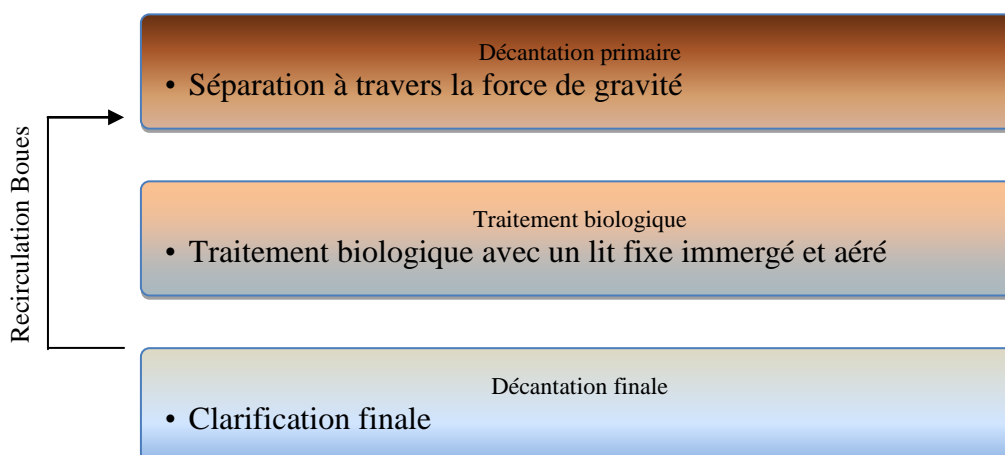 Décantation primaire
• Séparation à travers la force de gravité
Recirculation Boues
Traitement biologique
• Traitement biologique avec un lit fixe immergé et aéré
Décantation finale
• Clarification finale